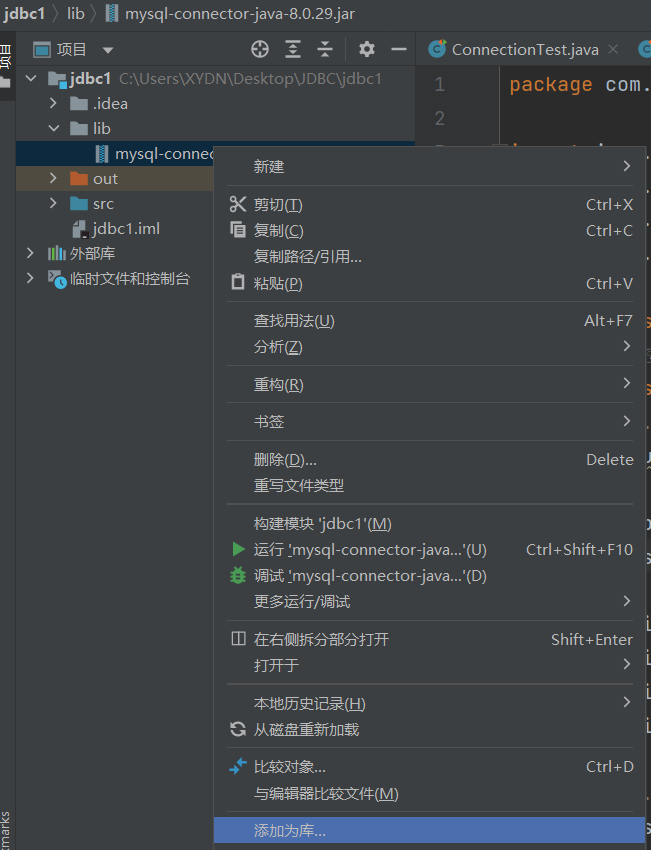 jdbc1 lib mysql-connector-java-8.0.29.jar
项目
项目
ConnectionTest.java
jdbc1 C:\Users\XYDN\Desktop\JDBC\jdbc1
1 package com.
.idea
2
lib
mysql-connec
新建
out
src
剪切(T) Ctrl+X
jdbc1.iml
复制(C) Ctrl+C
外部库
复制路径/引用...
临时文件和控制台
粘贴(P) Ctrl+V
查找用法(U) Alt+F7
分析(Z)
重构(R)
书签
删除(D)... Delete
重写文件类型
构建模块 'jdbc1'(M)
运行 'mysql-connector-java...'(U) Ctrl+Shift+F10
调试 'mysql-connector-java...'(D)
更多运行/调试
在右侧拆分部分打开 Shift+Enter
打开于
本地历史记录(H)
从磁盘重新加载
比较对象... Ctrl+D
与编辑器比较文件(M)
添加为库...